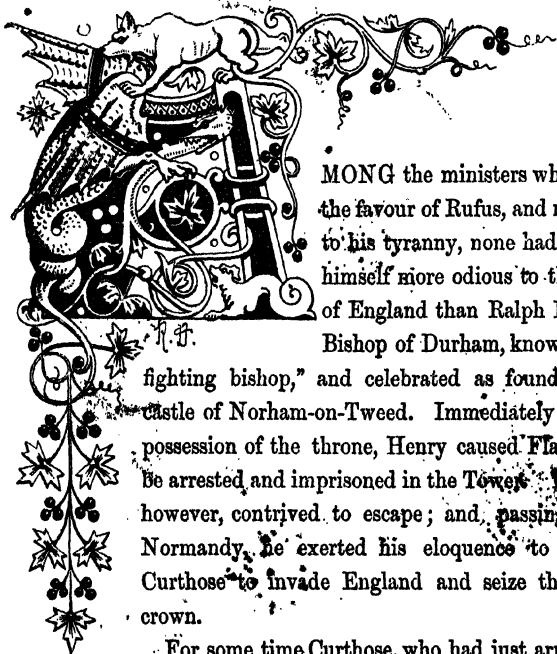 AMONG the ministers wh
the favour of Rufus, and
to his tyranny, none had
himself more odious to t
of England than Ralph
Bishop of Durham, know
R. H.
fighting bishop,” and celebrated as found
castle of Norham-on-Tweed. Immediately
possession of the throne, Henry caused Fla
be arrested and imprisoned in the Tower.
however, contrived to escape; and, passing
Normandy, he exerted his eloquence to
Curthose to invade England and seize th
crown.
For some time Curthose, who had just arr